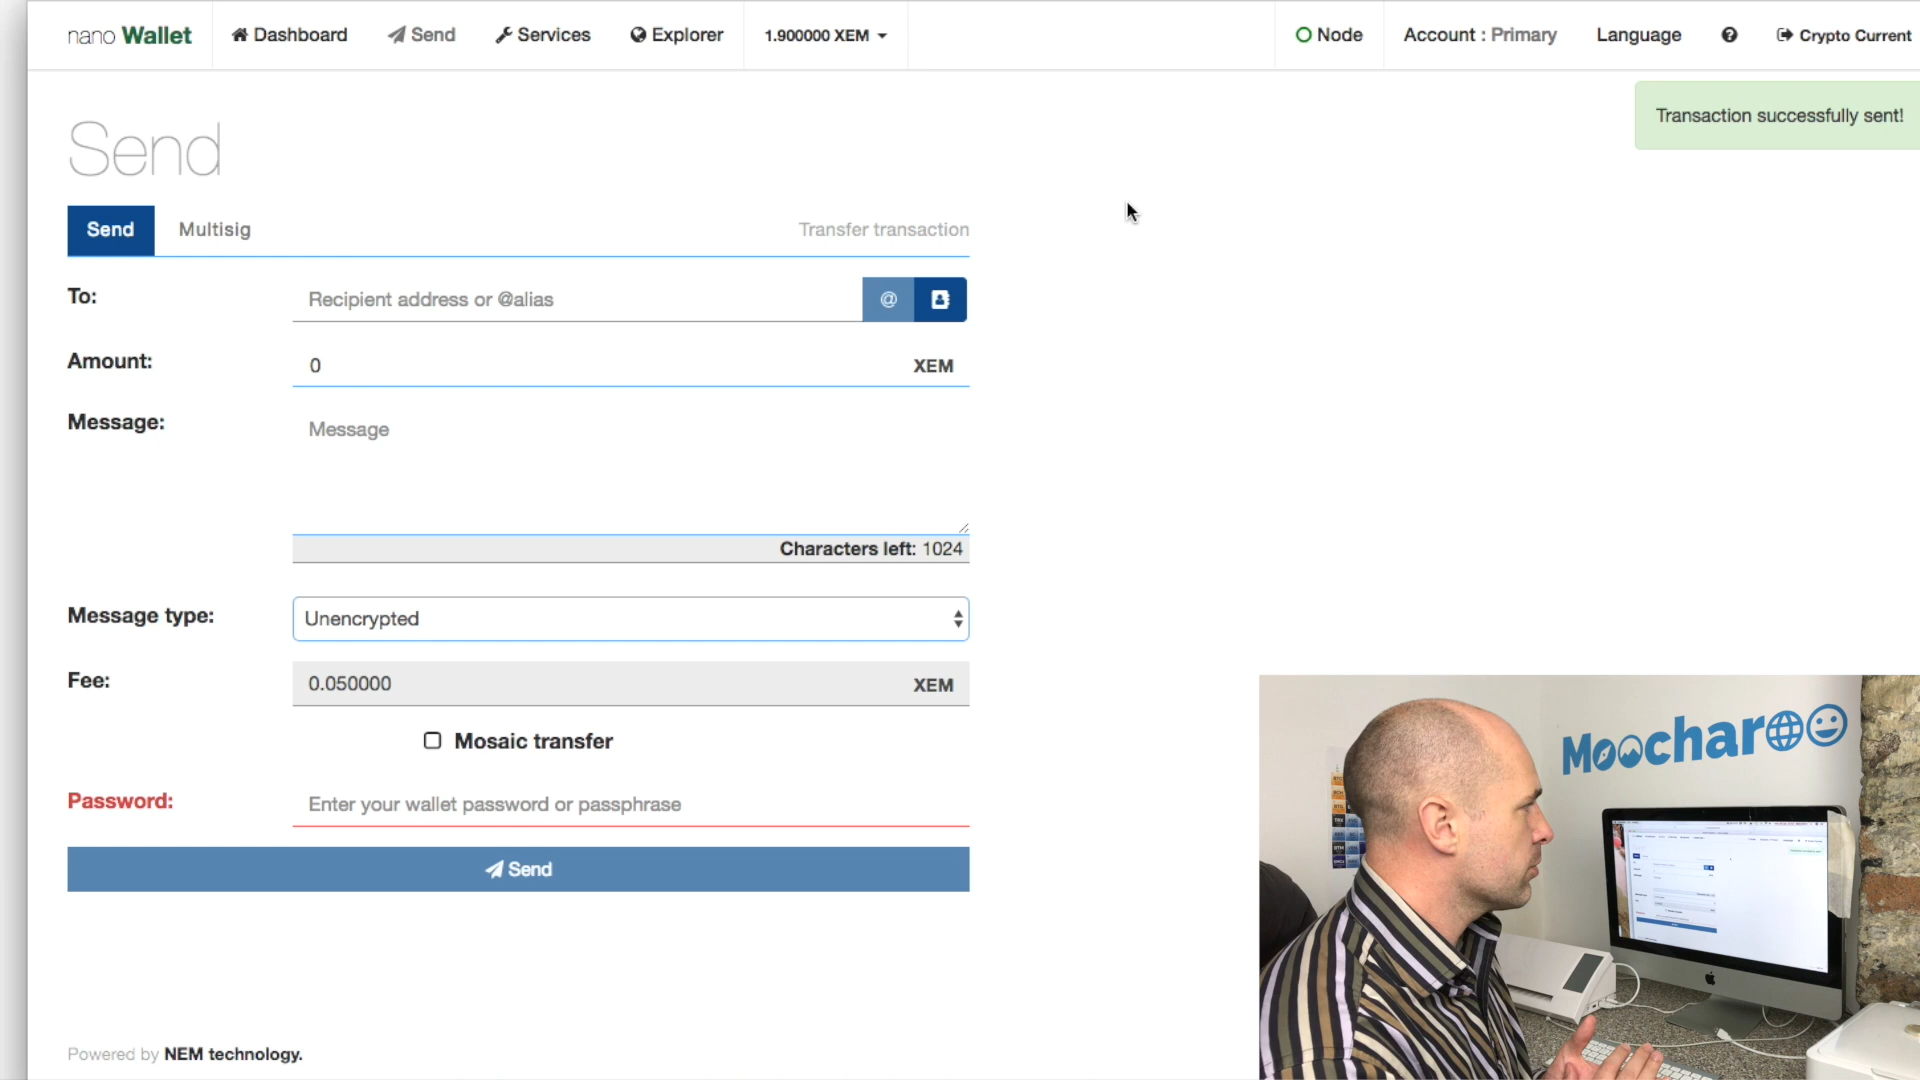 nano Wallet
Dashboard
Send
Services
Explorer
1.900000 XEM
Node
Account : Primary
Language
Crypto Current
Transaction successfully sent!
Send
Send
Multisig
Transfer transaction
To:
Recipient address or @alias
@
Amount:
0
XEM
Message:
Message
Characters left: 1024
Message type:
Unencrypted
Fee:
0.050000
XEM
Mosaic transfer
Password:
Enter your wallet password or passphrase
Send
Powered by NEM technology.
Moocharoo